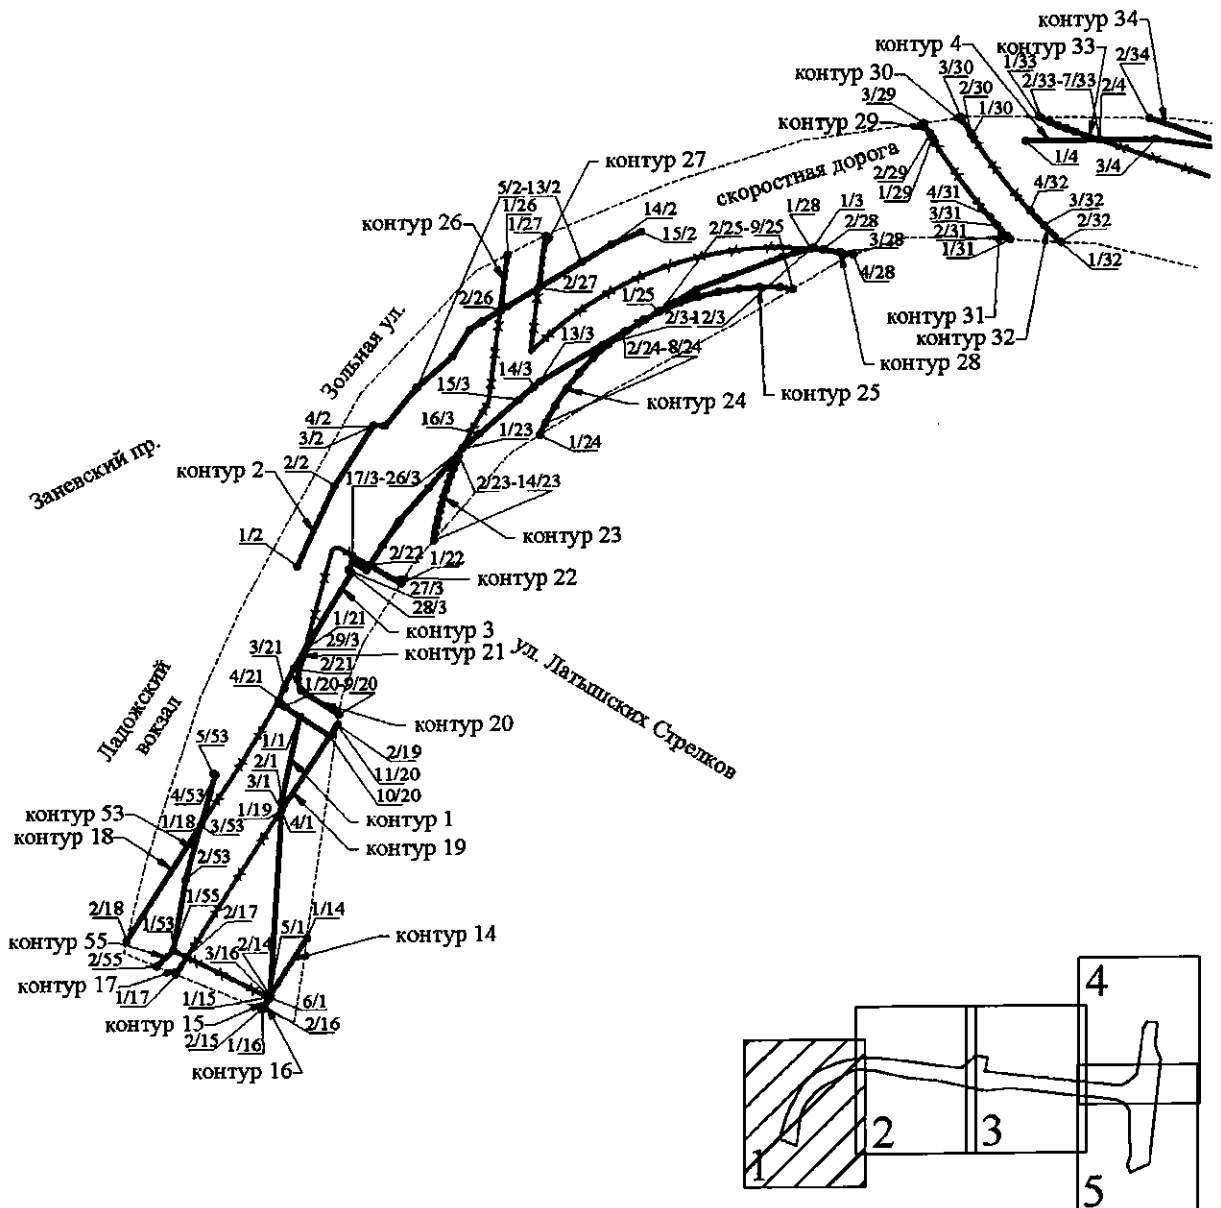 контур 34
контур 4
контур 33
1/33
2/34
3/30
2/33-7/33
контур 30
2/30
2/4
3/29
1/30
контур 29
1/4
3/4
контур 27
скоростная дорога
2/29
1/29
5/2-13/2
1/26
4/31
4/32
контур 26
1/27
14/2
2/25-9/25
1/28
1/3
2/28
3/31
3/32
15/2
2/31
2/32
3/28
1/31
1/32
4/28
2/26
2/27
Зольная ул.
1/25
контур 31
2/3-12/3
контур 32
13/3
2/24-8/24
контур 28
14/3
15/3
контур 25
контур 24
4/2
16/3
3/2
1/23
1/24
Заневский пр.
контур 2
2/2
17/3-26/3
2/23-14/23
контур 23
1/2
2/22
1/22
контур 22
27/3
28/3
1/21
контур 3
3/21
29/3
контур 21
2/21
ул. Латышских Стрелков
4/21
1/20-9/20
Ладожский
вокзал
контур 20
1/1
2/19
5/53
2/1
11/20
3/1
10/20
4/53
контур 53
1/19
4/1
контур 1
1/18
3/53
контур 18
контур 19
2/53
1/55
2/18
1/53
2/17
1/14
5/1
контур 55
2/14
контур 14
3/16
2/55
контур 17
1/17
1/15
6/1
контур 15
2/16
2/15
1/16
контур 16
4
2
3
1
5